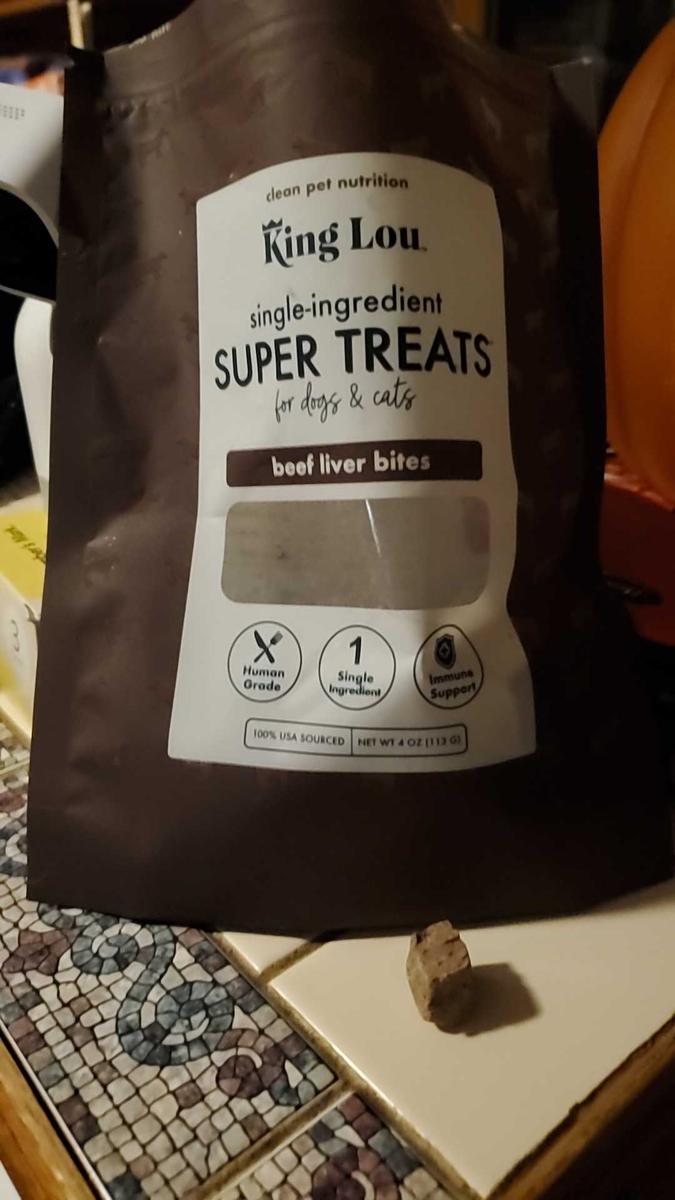 clean pet nutrition
King Lou
single-ingredient
SUPER TREATS
for dogs & cats
beef liver bites
Human
Grade
1
Single
Ingredient
Immune
Support
100% USA SOURCED
NET WT 4 OZ (113 G)
3